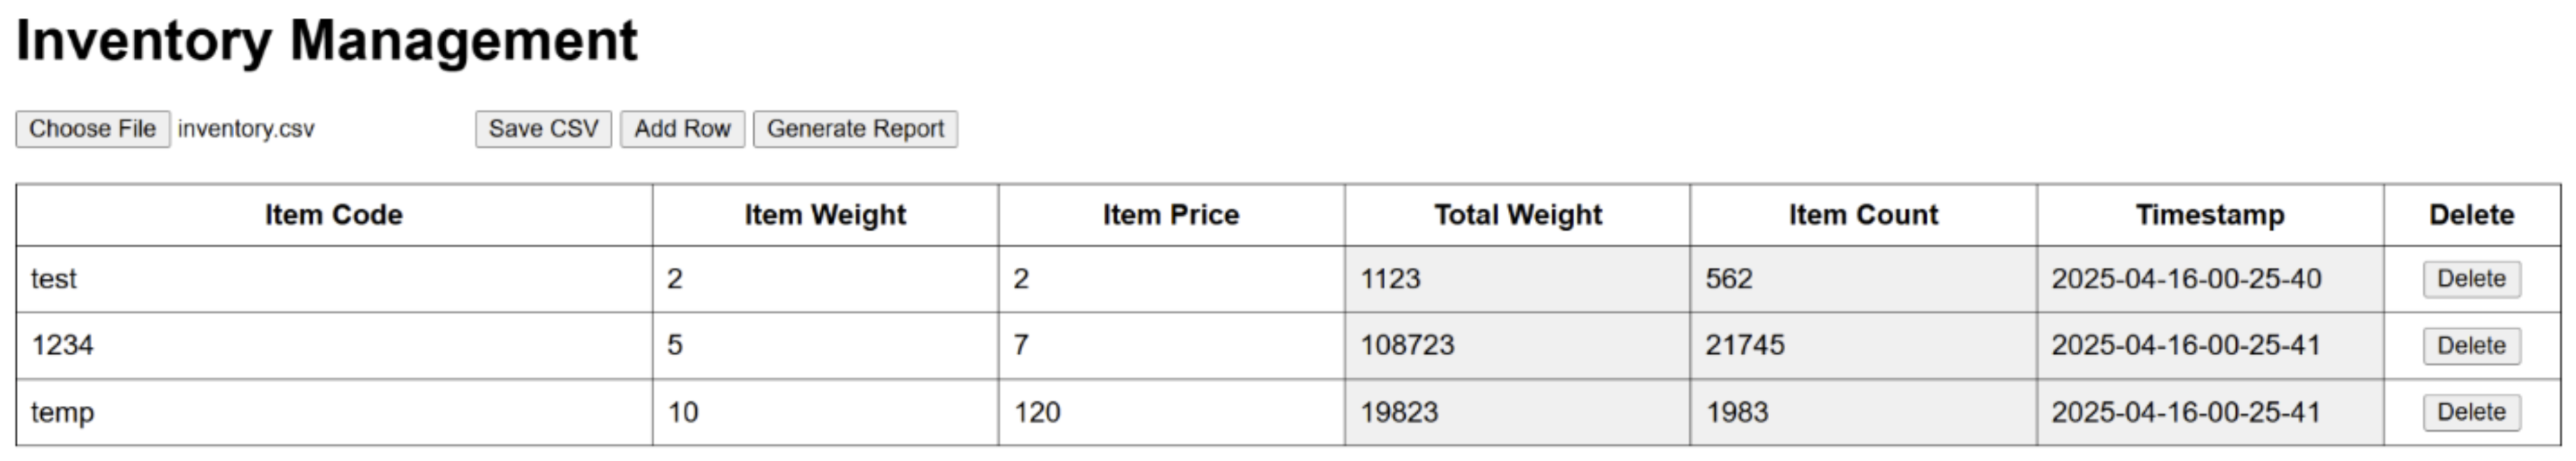 Inventory Management
Choose File inventory.csv Save CSV Add Row Generate Report
Item Code Item Weight Item Price Total Weight Item Count Timestamp Delete
test 2 2 1123 562 2025-04-16-00-25-40 Delete
1234 5 7 108723 21745 2025-04-16-00-25-41 Delete
temp 10 120 19823 1983 2025-04-16-00-25-41 Delete